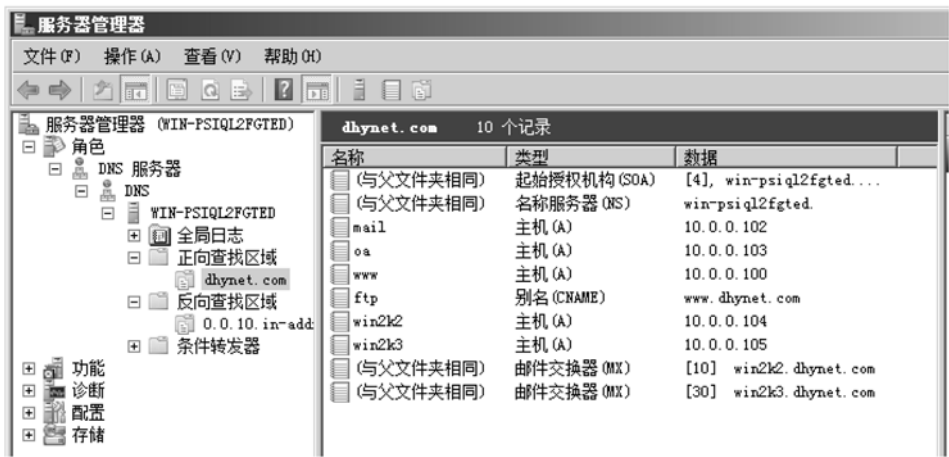 服务器管理器
文件(F) 操作(A) 查看(V) 帮助(H)
服务器管理器 (WIN-PSIQL2FGTED)
角色
DNS 服务器
DNS
WIN-PSIQL2FGTED
全局日志
正向查找区域
dhynet.com
反向查找区域
0.0.10.in-add
条件转发器
功能
诊断
配置
存储
dhynet.com 10 个记录
名称 类型 数据
(与父文件夹相同) 起始授权机构(SOA) [4], win-psiql2fgted....
(与父文件夹相同) 名称服务器(NS) win-psiql2fgted.
mail 主机(A) 10.0.0.102
oa 主机(A) 10.0.0.103
www 主机(A) 10.0.0.100
ftp 别名(CNAME) www.dhynet.com
win2k2 主机(A) 10.0.0.104
win2k3 主机(A) 10.0.0.105
(与父文件夹相同) 邮件交换器(MX) [10] win2k2.dhynet.com
(与父文件夹相同) 邮件交换器(MX) [30] win2k3.dhynet.com